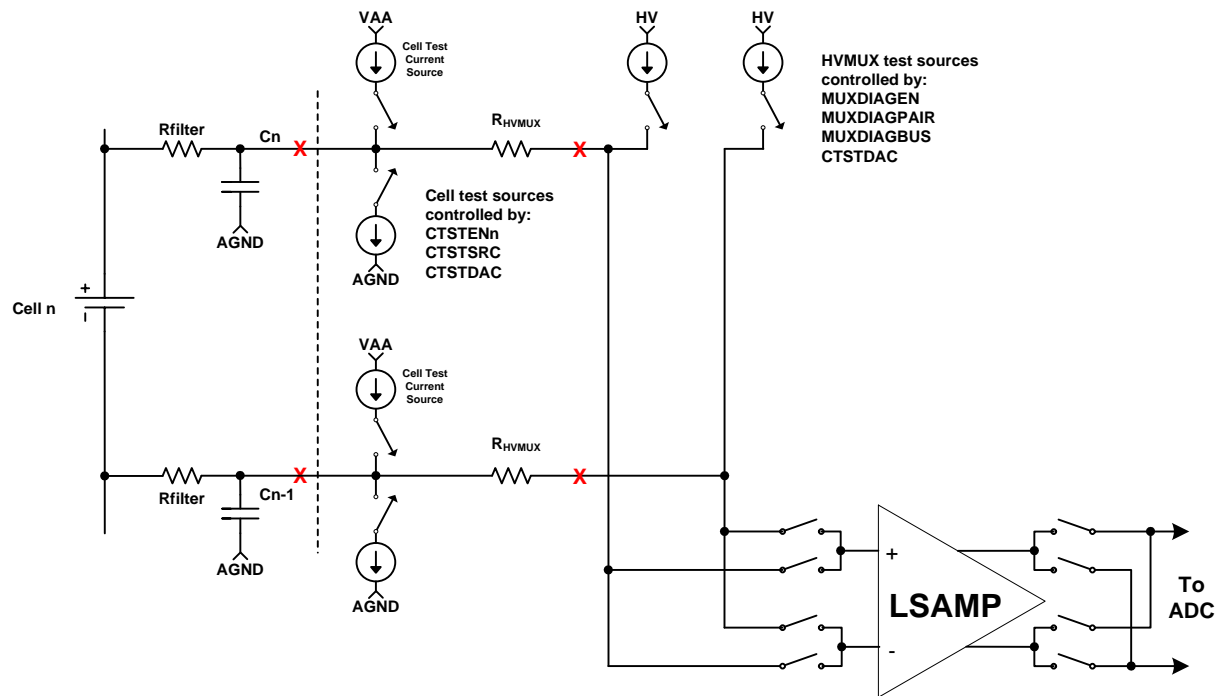 VAA
HV
HV
Cell Test
Current
Source
HVMUX test sources
controlled by:
MUXDIAGEN
MUXDIAGPAIR
MUXDIAGBUS
CTSTDAC
Rfilter
Cn
X
RHVMUX
X
AGND
Cell test sources
controlled by:
CTSTENn
CTSTSRC
CTSTDAC
AGND
Cell n
+
VAA
Cell Test
Current
Source
RHVMUX
Rfilter
Cn-1
X
X
AGND
AGND
+
-
LSAMP
To
ADC